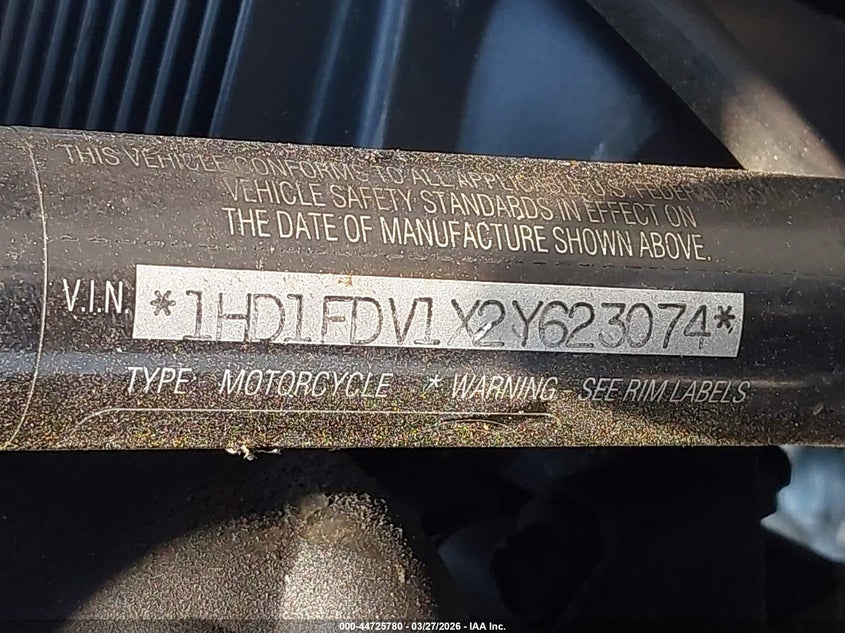 THIS VEHICLE CONFORMS TO ALL APPLICABLE U.S. FEDERAL
VEHICLE SAFETY STANDARDS IN EFFECT ON
THE DATE OF MANUFACTURE SHOWN ABOVE.
V.I.N. *1HD1FDV1X2Y623074*
TYPE MOTORCYCLE * WARNING - SEE RIM LABELS
000-44725780 — 03/27/2026 — IAA Inc.